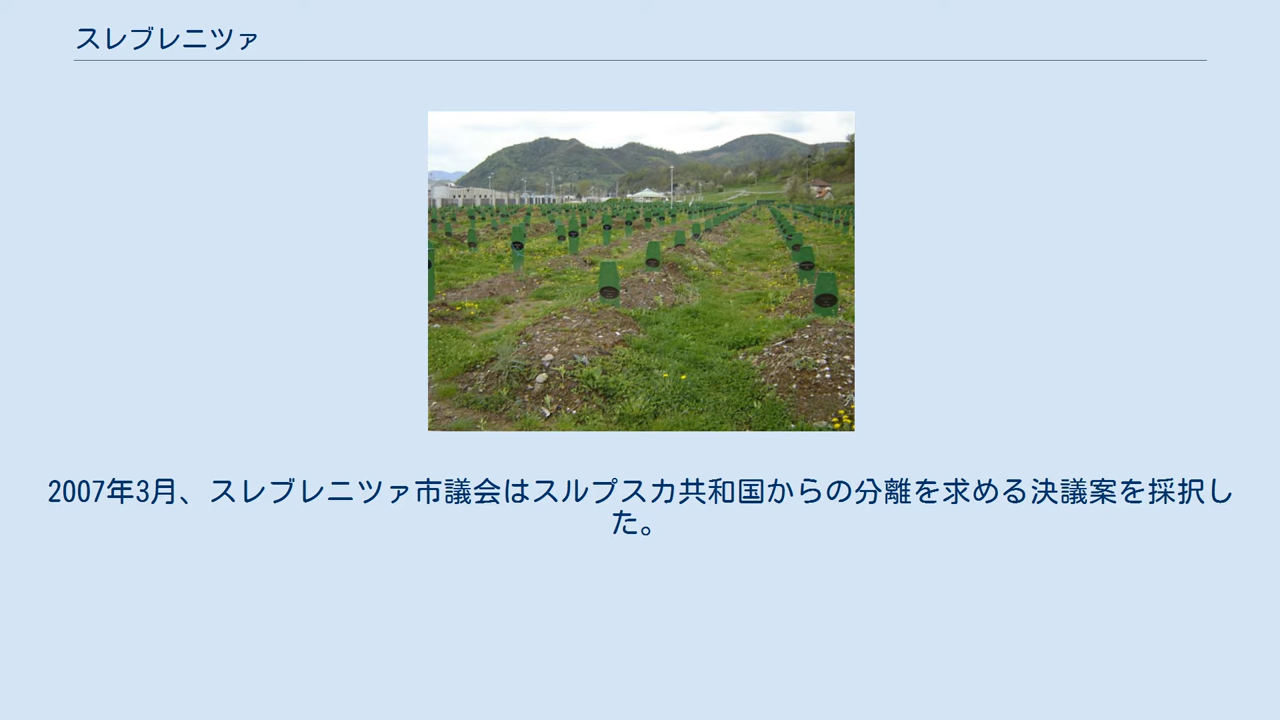 スレブレニツァ
2007年3月、スレブレニツァ市議会はスルプスカ共和国からの分離を求める決議案を採択し
た。